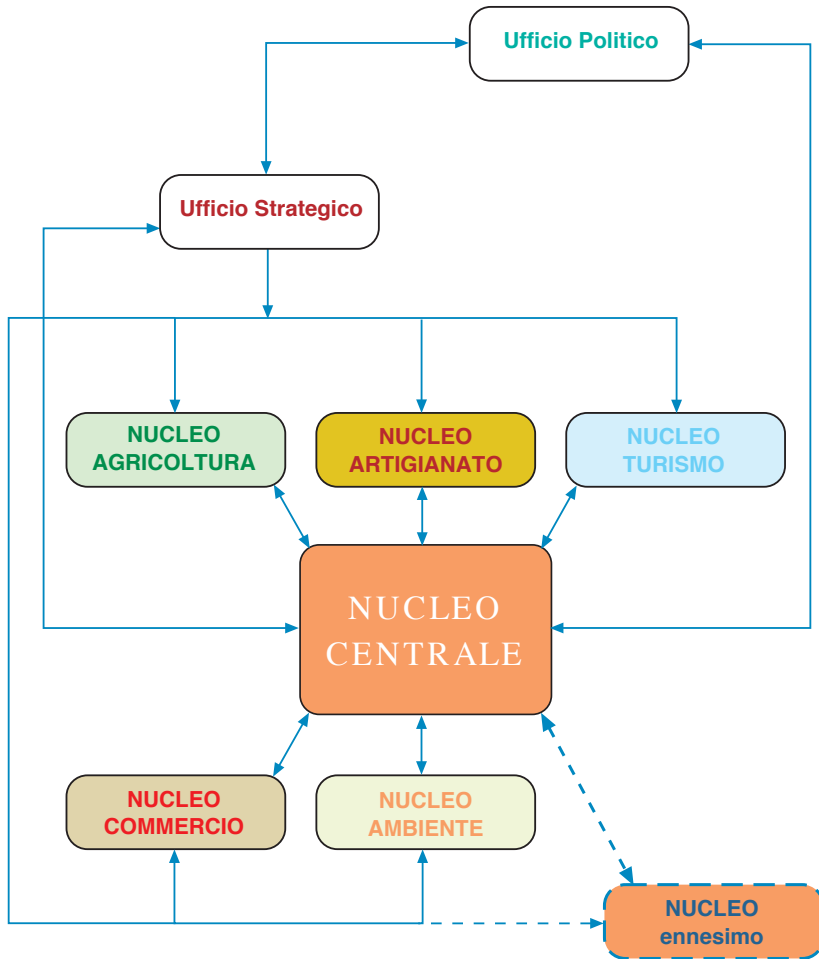 Ufficio Politico
Ufficio Strategico
NUCLEO
AGRICOLTURA
NUCLEO
ARTIGIANATO
NUCLEO
TURISMO
NUCLEO
CENTRALE
NUCLEO
COMMERCIO
NUCLEO
AMBIENTE
NUCLEO
ennesimo